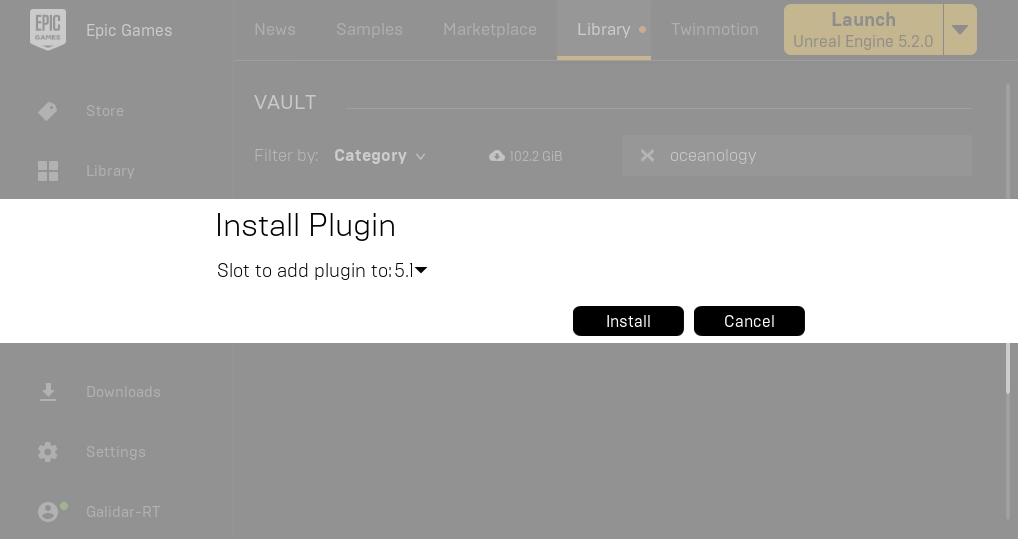 EPIC GAMES
Epic Games
News
Samples
Marketplace
Library
Twinmotion
Launch
Unreal Engine 5.2.0
Store
Library
VAULT
Filter by:
Category
102.2 GiB
oceanology
Install Plugin
Slot to add plugin to: 5.1
Install
Cancel
Downloads
Settings
Galidar-RT